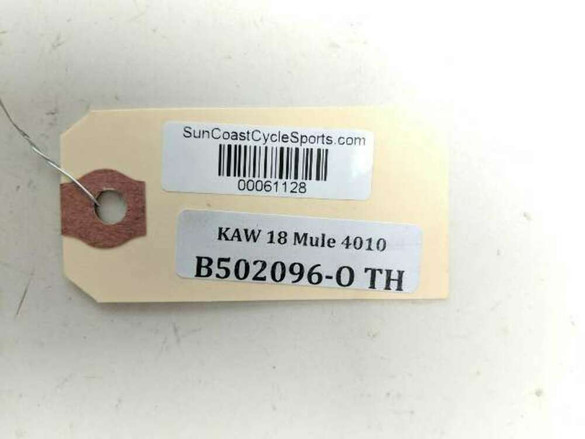 SunCoastCycleSports.com
00061128
KAW 18 Mule 4010
B502096-O TH